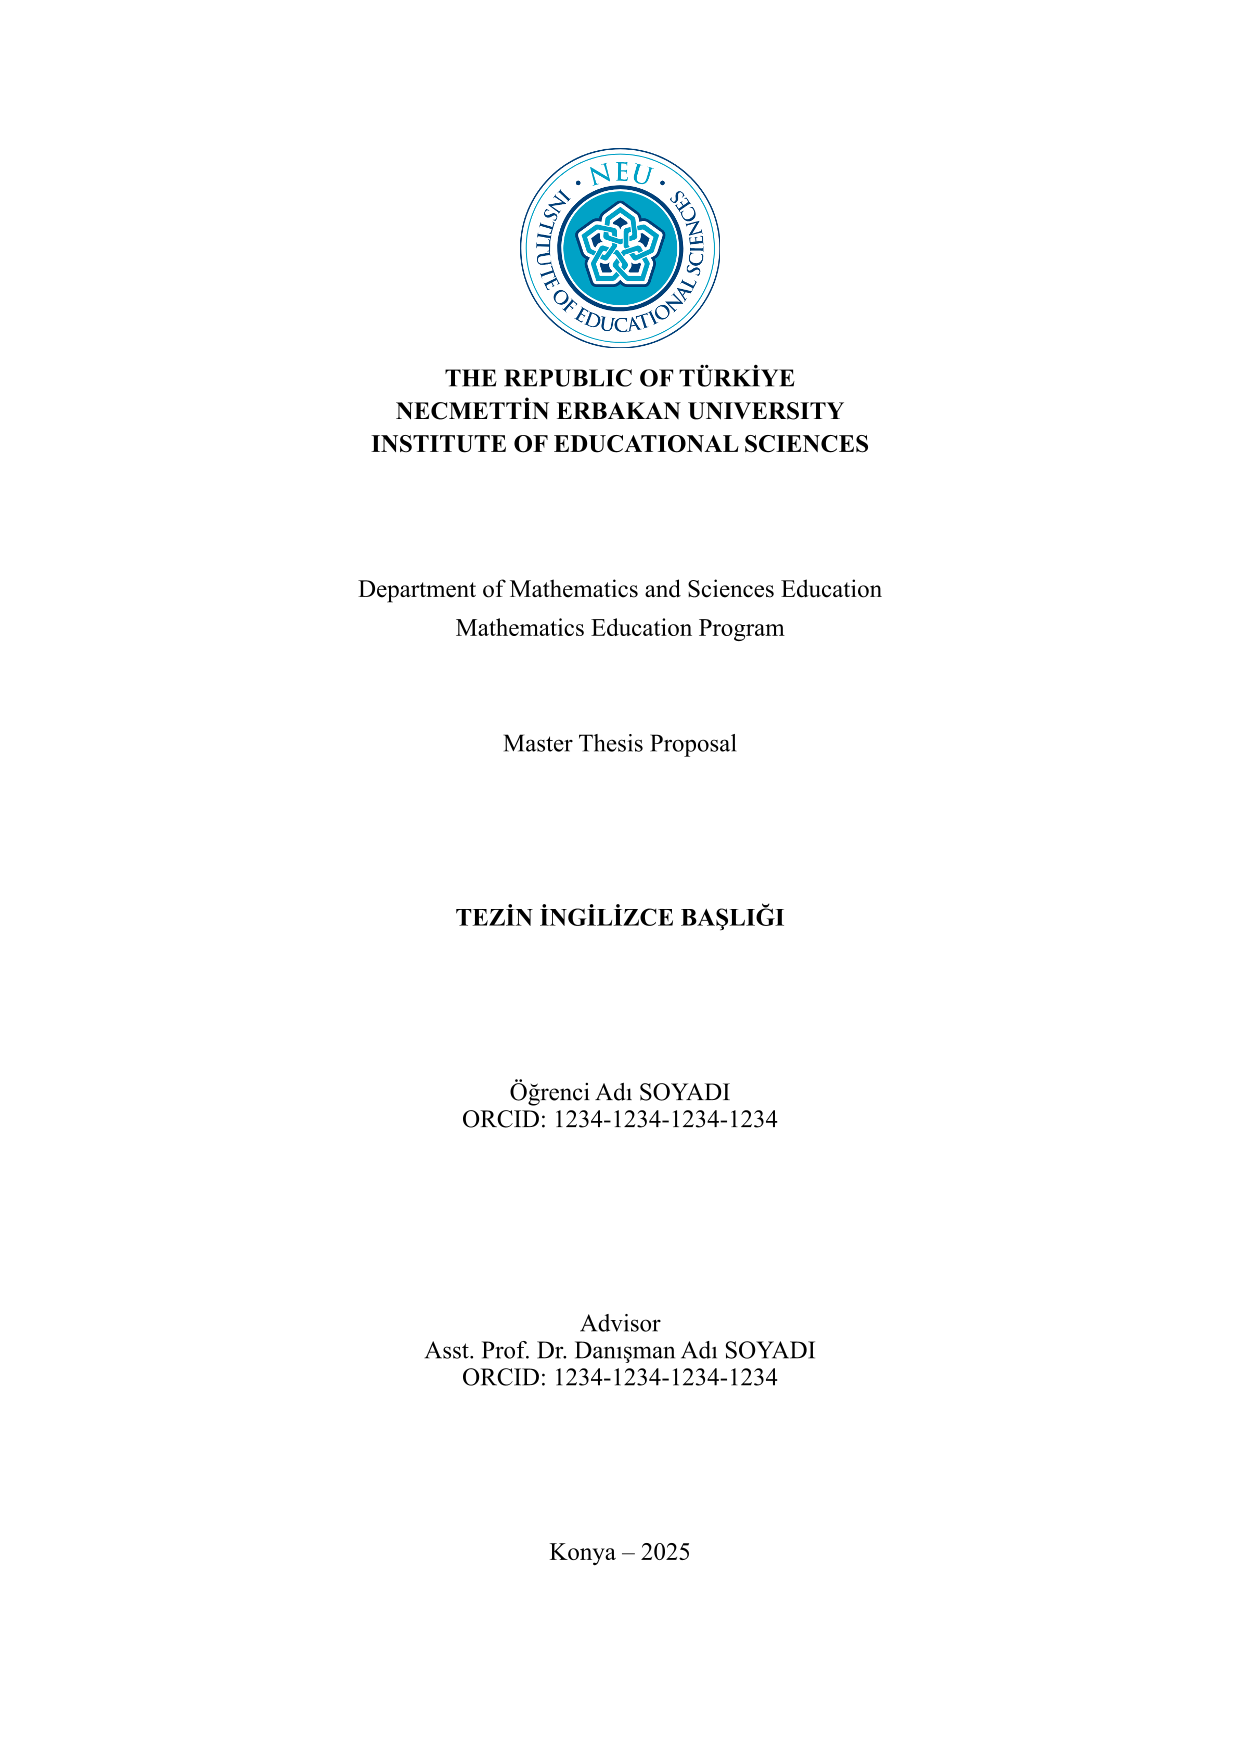 · NEU ·
INSTITUTE OF EDUCATIONAL SCIENCES
THE REPUBLIC OF TÜRKİYE
NECMETTİN ERBAKAN UNIVERSITY
INSTITUTE OF EDUCATIONAL SCIENCES
Department of Mathematics and Sciences Education
Mathematics Education Program
Master Thesis Proposal
TEZİN İNGİLİZCE BAŞLIĞI
Öğrenci Adı SOYADI
ORCID: 1234-1234-1234-1234
Advisor
Asst. Prof. Dr. Danışman Adı SOYADI
ORCID: 1234-1234-1234-1234
Konya – 2025